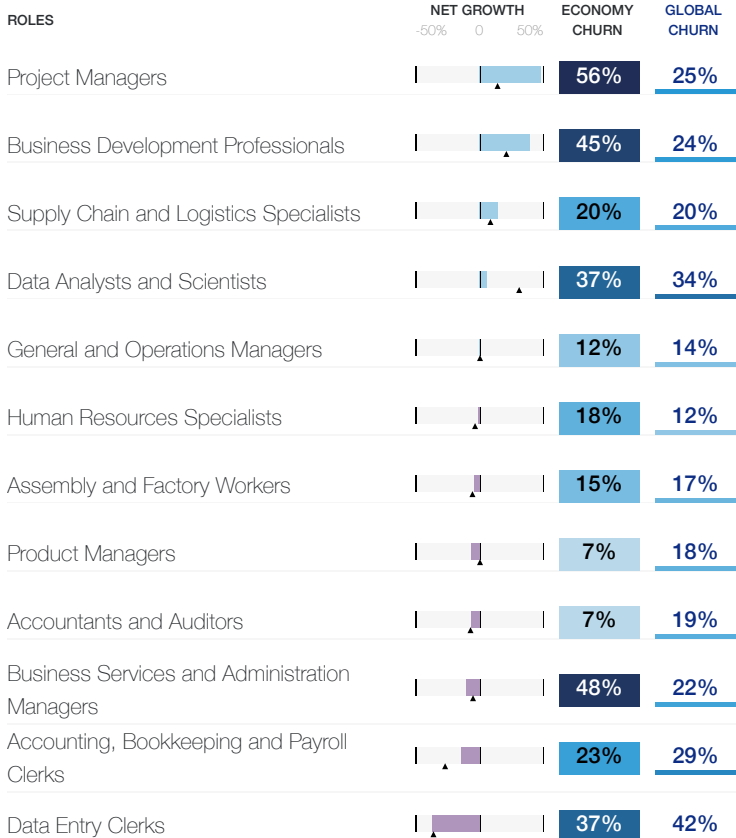 ROLES NET GROWTH ECONOMY CHURN GLOBAL CHURN
-50% 0 50%
Project Managers 56% 25%
Business Development Professionals 45% 24%
Supply Chain and Logistics Specialists 20% 20%
Data Analysts and Scientists 37% 34%
General and Operations Managers 12% 14%
Human Resources Specialists 18% 12%
Assembly and Factory Workers 15% 17%
Product Managers 7% 18%
Accountants and Auditors 7% 19%
Business Services and Administration
Managers 48% 22%
Accounting, Bookkeeping and Payroll
Clerks 23% 29%
Data Entry Clerks 37% 42%